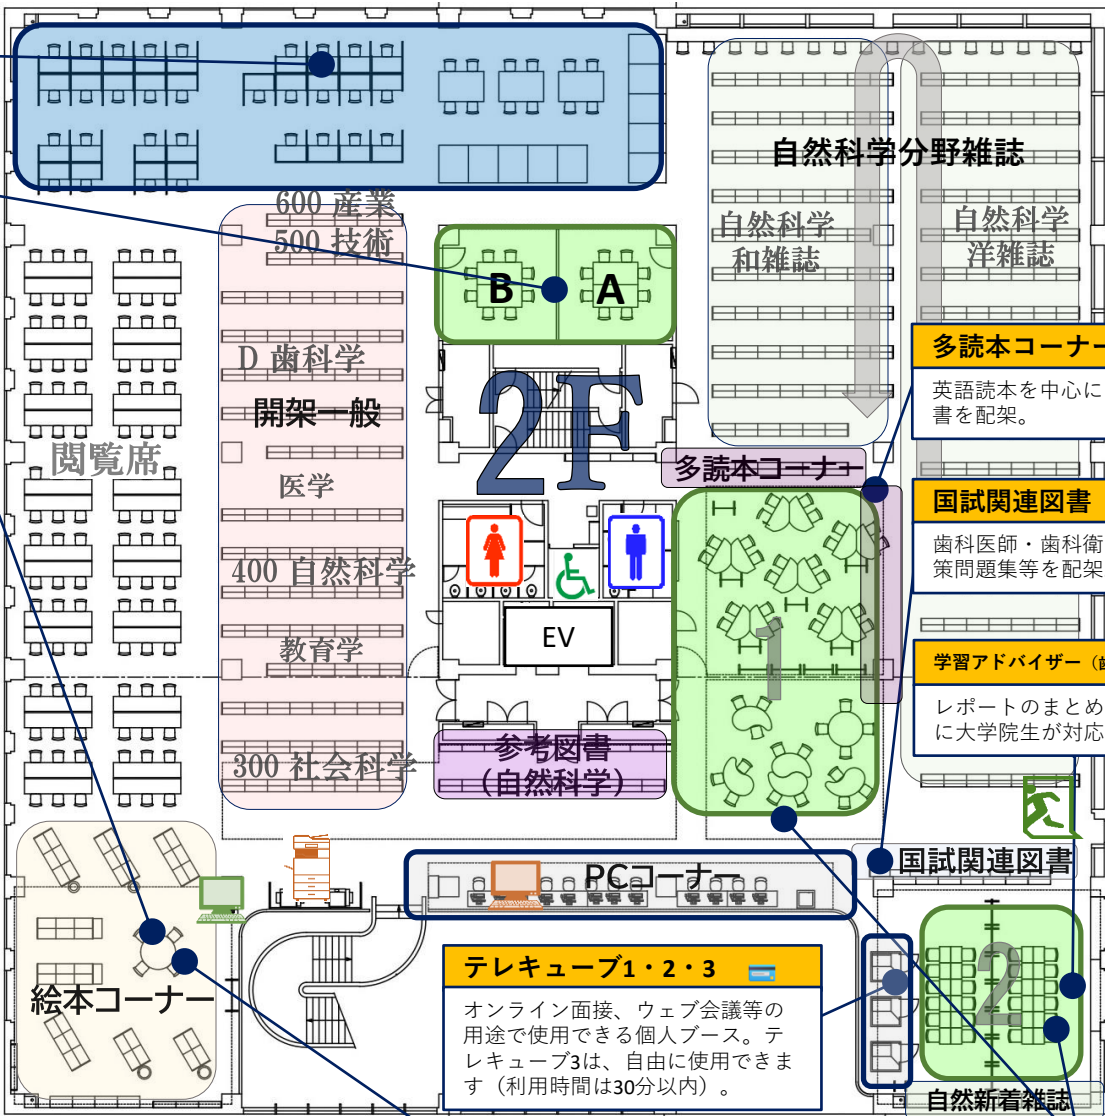 自然科学分野雑誌
600 産業
500 技術
自然科学
和雑誌
自然科学
洋雑誌
B
A
D 歯科学
2F
多読本コーナー
英語読本を中心に
書を配架。
開架一般
閲覧席
多読本コーナー
医学
国試関連図書
歯科医師・歯科衛
策問題集等を配架
400 自然科学
EV
教育学
1
学習アドバイザー
レポートのまとめ
に大学院生が対応
参考図書
(自然科学)
300 社会科学
PCコーナー
国試関連図書
テレキューブ1・2・3
オンライン面接、ウェブ会議等の
用途で使用できる個人ブース。テ
レキューブ3は、自由に使用できま
す（利用時間は30分以内）。
2
絵本コーナー
自然新着雑誌